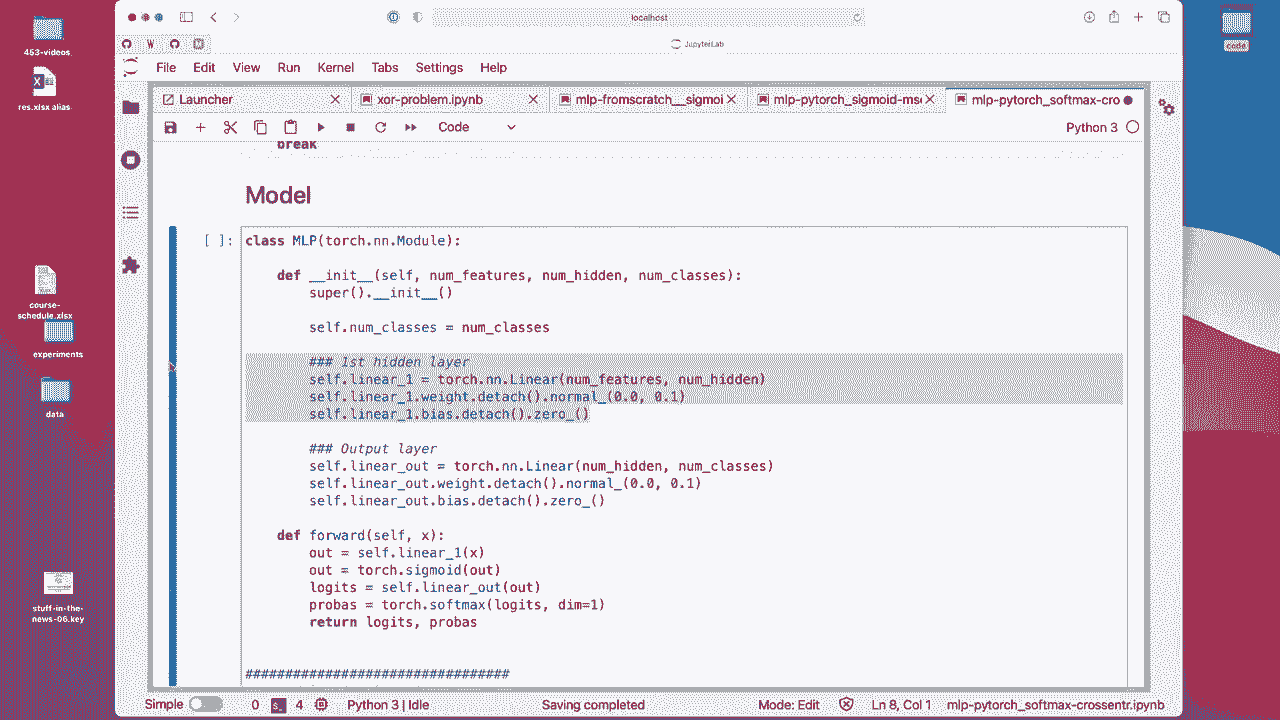 localhost
JupyterLab
453-videos
res.xlsx alias
course-
schedule.xlsx
experiments
data
stuff-in-the-
news-06.key
code
File Edit View Run Kernel Tabs Settings Help
Launcher
xor-problem.ipynb
mlp-fromscratch__sigmoi
mlp-pytorch_sigmoid-mse
mlp-pytorch_softmax-cro
Code
Python 3
break
Model
[ ]:
class MLP(torch.nn.Module):
def __init__(self, num_features, num_hidden, num_classes):
super().__init__()
self.num_classes = num_classes
### 1st hidden layer
self.linear_1 = torch.nn.Linear(num_features, num_hidden)
self.linear_1.weight.detach().normal_(0.0, 0.1)
self.linear_1.bias.detach().zero_()
### Output layer
self.linear_out = torch.nn.Linear(num_hidden, num_classes)
self.linear_out.weight.detach().normal_(0.0, 0.1)
self.linear_out.bias.detach().zero_()
def forward(self, x):
out = self.linear_1(x)
out = torch.sigmoid(out)
logits = self.linear_out(out)
probas = torch.softmax(logits, dim=1)
return logits, probas
#################################
Simple 0 4 Python 3 | Idle Saving completed Mode: Edit Ln 8, Col 1 mlp-pytorch_softmax-crossentr.ipynb